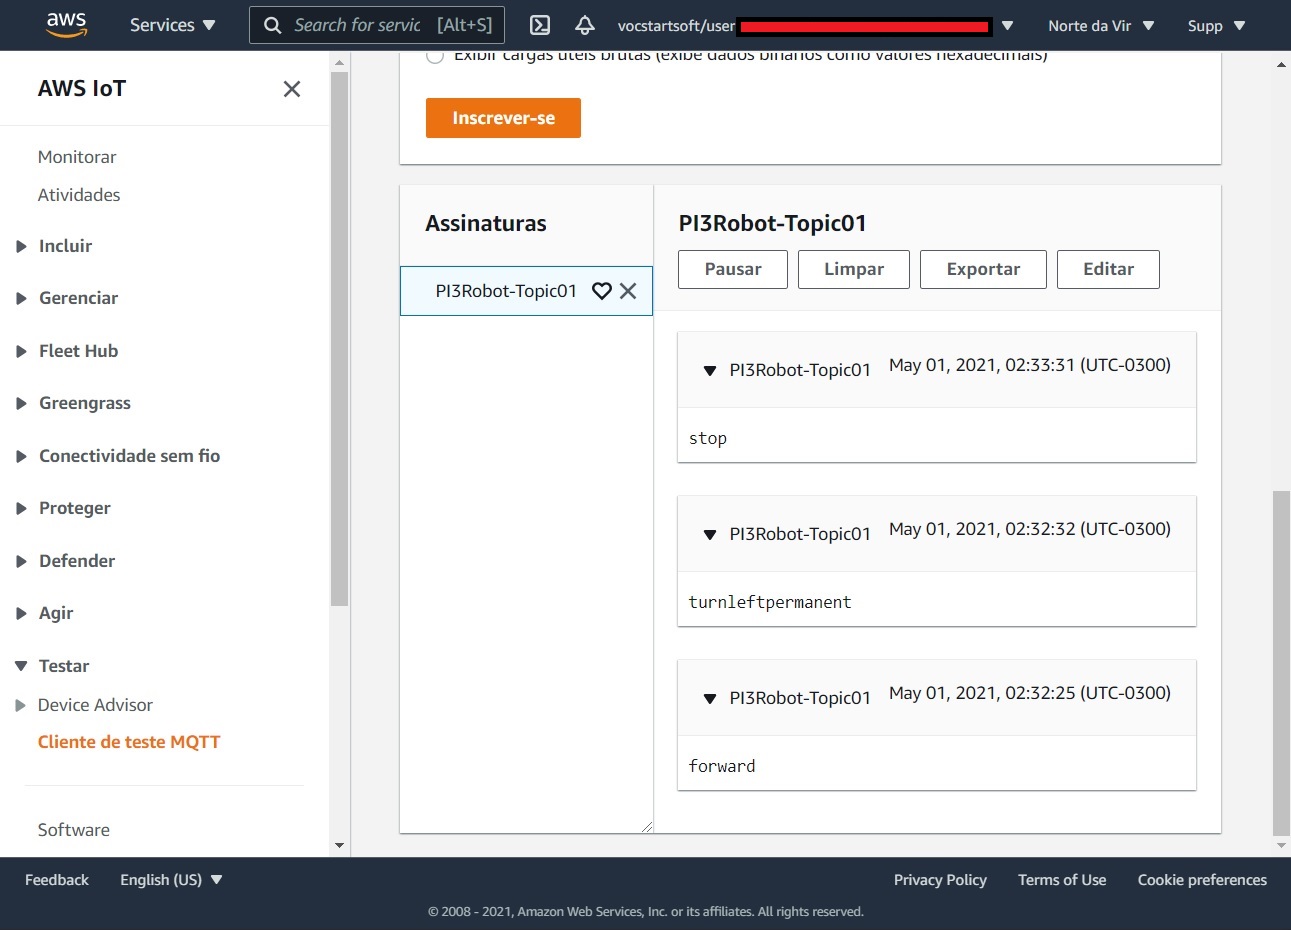 aws
Services
Search for servic [Alt+S]
vocstartsoft/user
Norte da Vir
Supp
AWS IoT
Monitorar
Atividades
Incluir
Gerenciar
Fleet Hub
Greengrass
Conectividade sem fio
Proteger
Defender
Agir
Testar
Device Advisor
Cliente de teste MQTT
Software
Exibir cargas úteis brutas (exibe dados binários como valores hexadecimais)
Inscrever-se
Assinaturas
PI3Robot-Topic01
PI3Robot-Topic01
Pausar
Limpar
Exportar
Editar
PI3Robot-Topic01 May 01, 2021, 02:33:31 (UTC-0300)
stop
PI3Robot-Topic01 May 01, 2021, 02:32:32 (UTC-0300)
turnleftpermanent
PI3Robot-Topic01 May 01, 2021, 02:32:25 (UTC-0300)
forward
Feedback
English (US)
Privacy Policy
Terms of Use
Cookie preferences
© 2008 - 2021, Amazon Web Services, Inc. or its affiliates. All rights reserved.